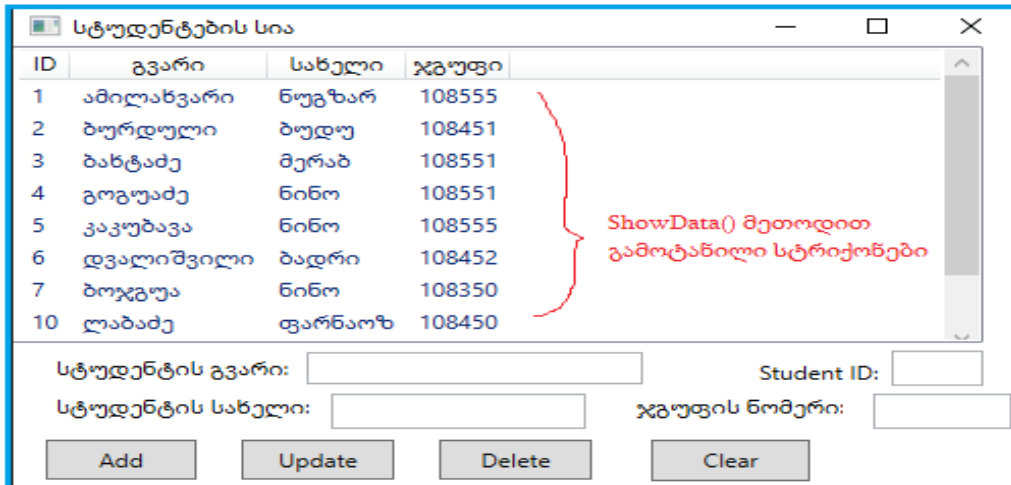 სტუდენტების სია
ID გვარი სახელი ჯგუფი
1 ამილახვარი ნუგზარ 108555
2 ბურდული ბუდუ 108451
3 ბახტაძე მერაბ 108551
4 გოგუაძე ნინო 108551
5 კაკუბავა ნინო 108555
6 დვალიშვილი ბადრი 108452
7 ბოჯგუა ნინო 108350
10 ლაბაძე ფარნაოზ 108450
ShowData() მეთოდით
გამოტანილი სტრიქონები
სტუდენტის გვარი: Student ID:
სტუდენტის სახელი: ჯგუფის ნომერი:
Add Update Delete Clear